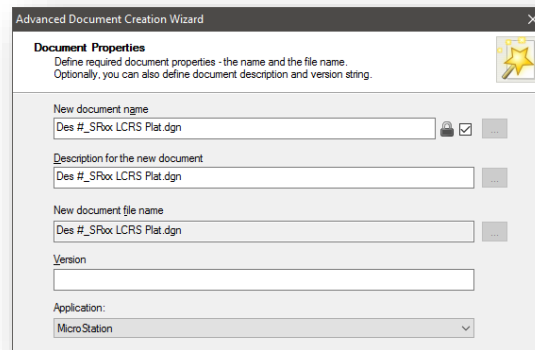 Advanced Document Creation Wizard
Document Properties
Define required document properties - the name and the file name.
Optionally, you can also define document description and version string.
New document name
Des #_SRxx LCRS Plat.dgn
...
Description for the new document
Des #_SRxx LCRS Plat.dgn
...
New document file name
Des #_SRxx LCRS Plat.dgn
...
Version
Application:
MicroStation